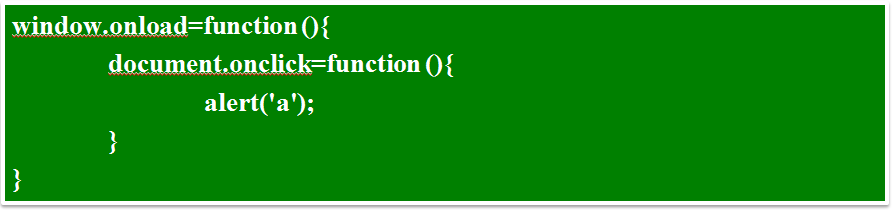 window.onload=function (){
document.onclick=function (){
alert('a');
}
}